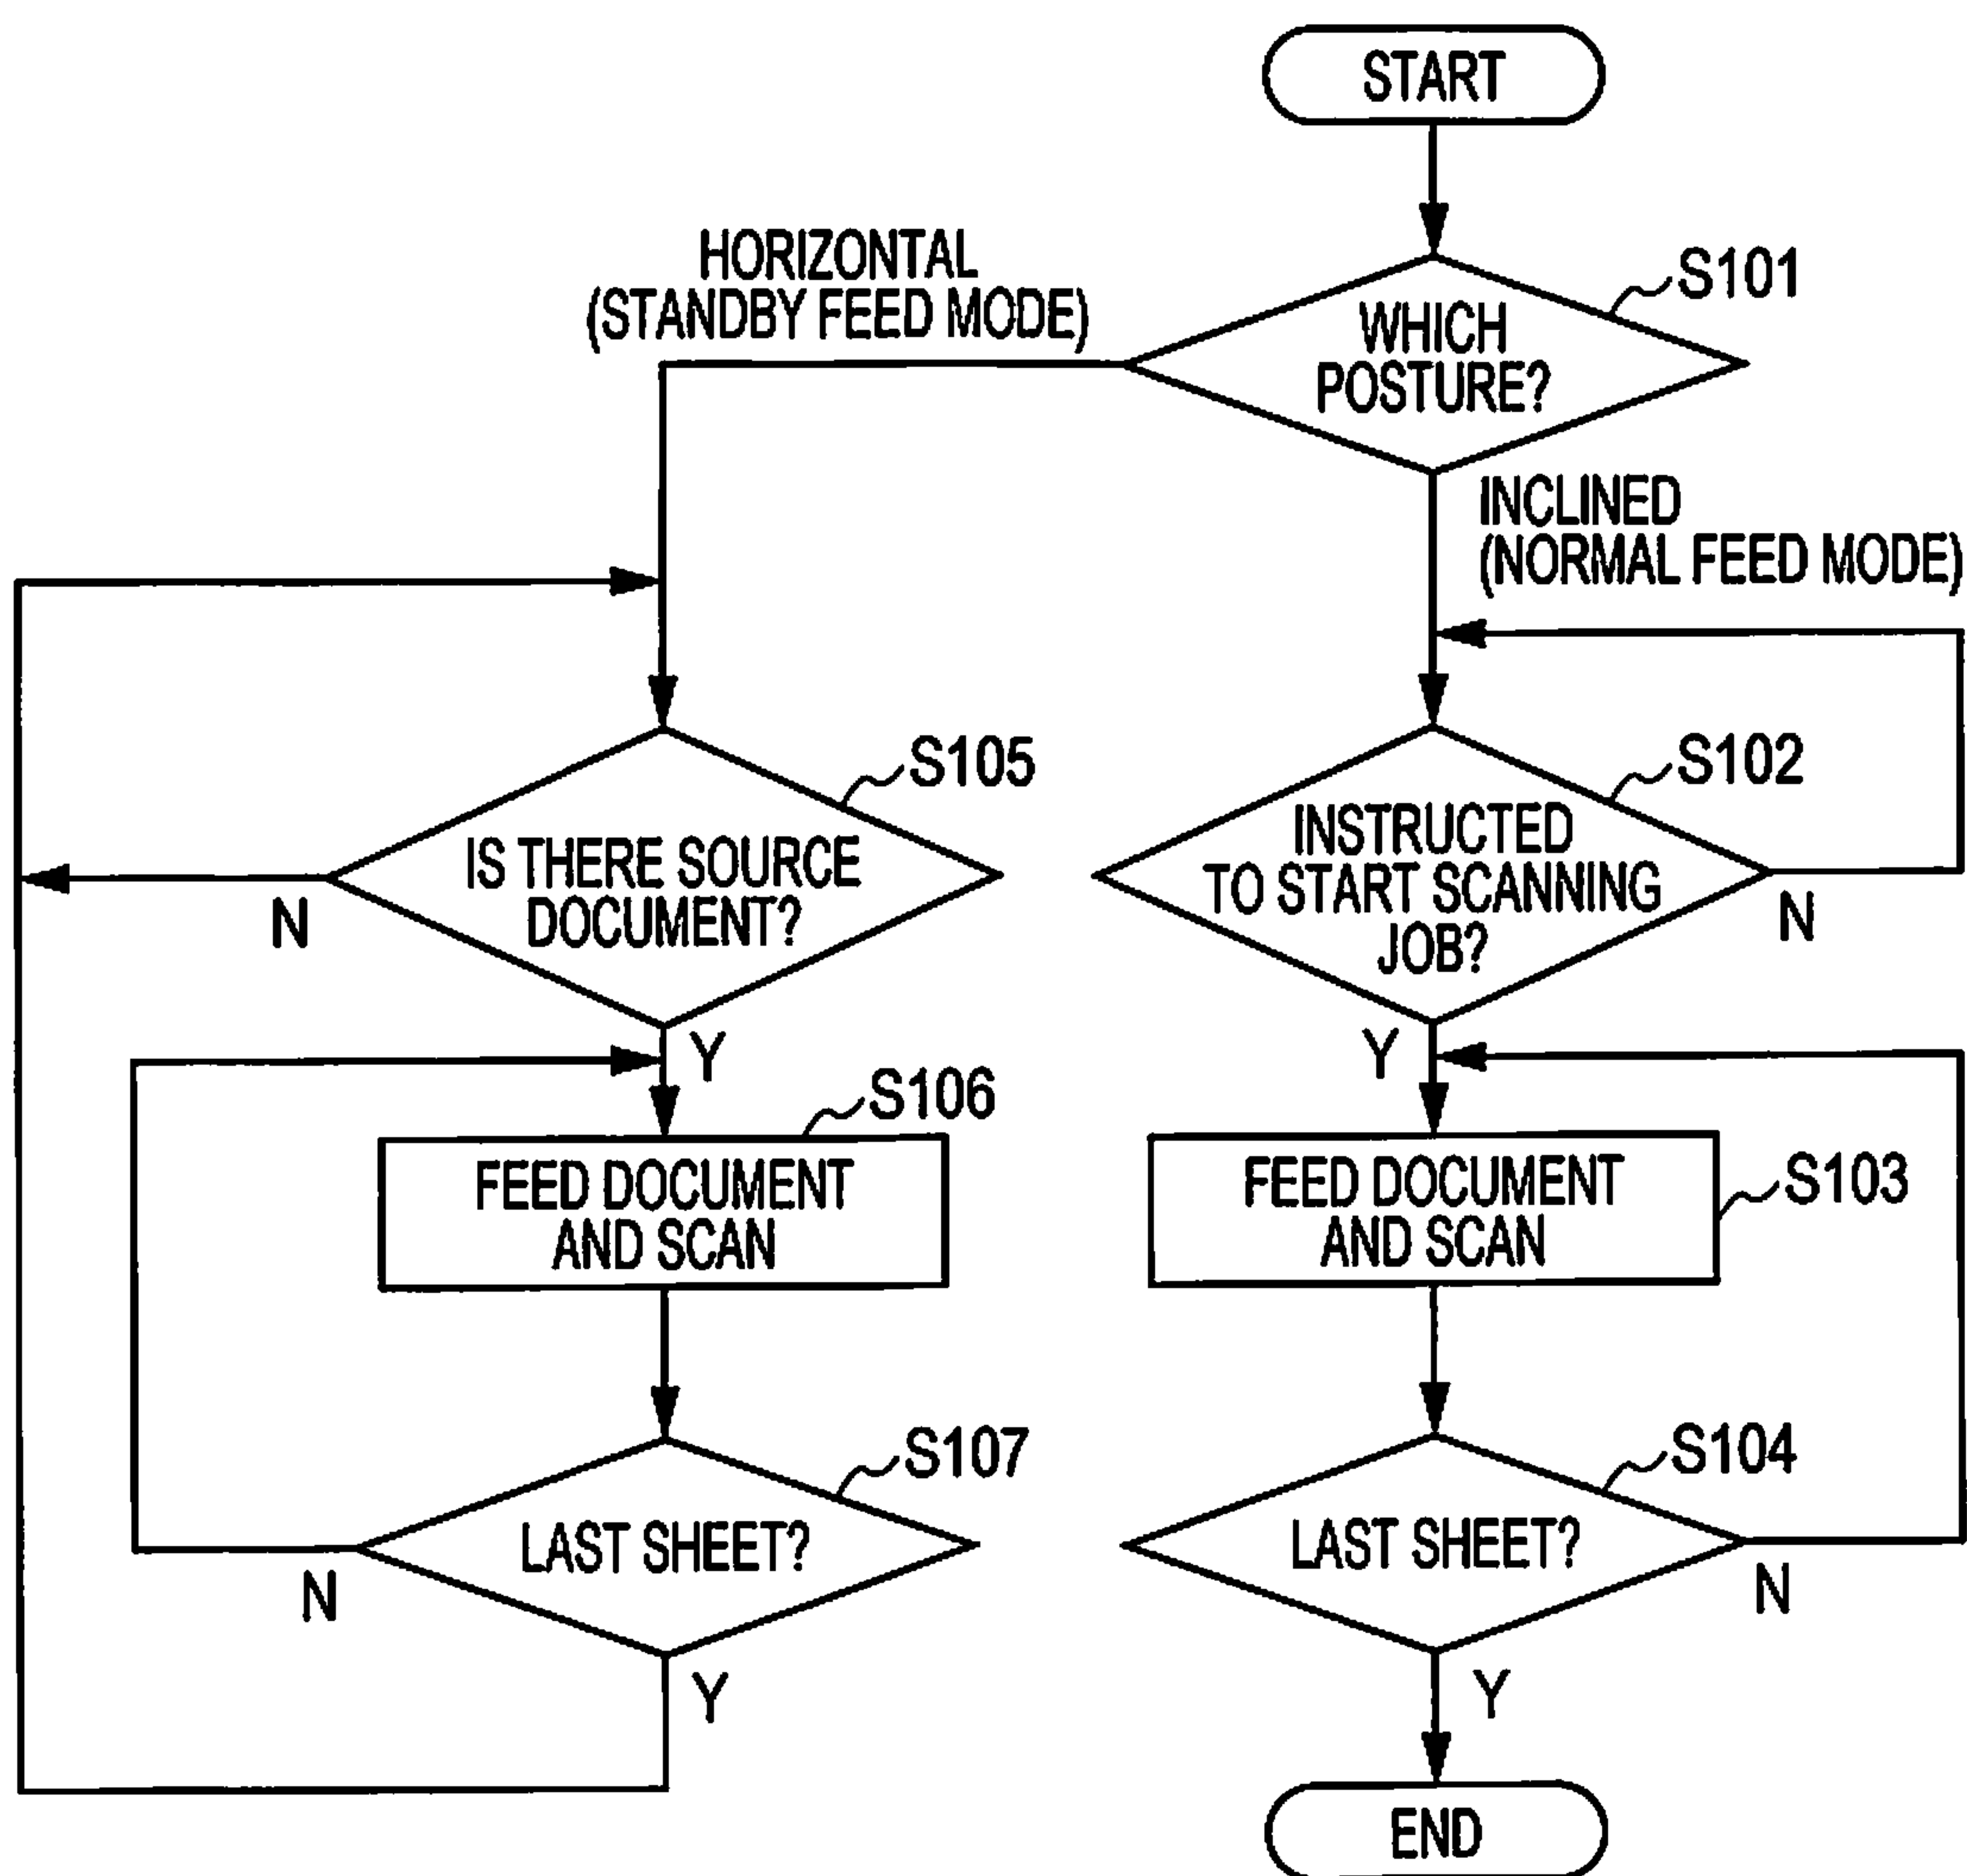 START
S101
WHICH
POSTURE?
HORIZONTAL
(STANDBY FEED MODE)
INCLINED
(NORMAL FEED MODE)
S105
IS THERE SOURCE
DOCUMENT?
N
Y
S102
INSTRUCTED
TO START SCANNING
JOB?
N
Y
S106
FEED DOCUMENT
AND SCAN
S103
FEED DOCUMENT
AND SCAN
S107
LAST SHEET?
N
Y
S104
LAST SHEET?
N
Y
END